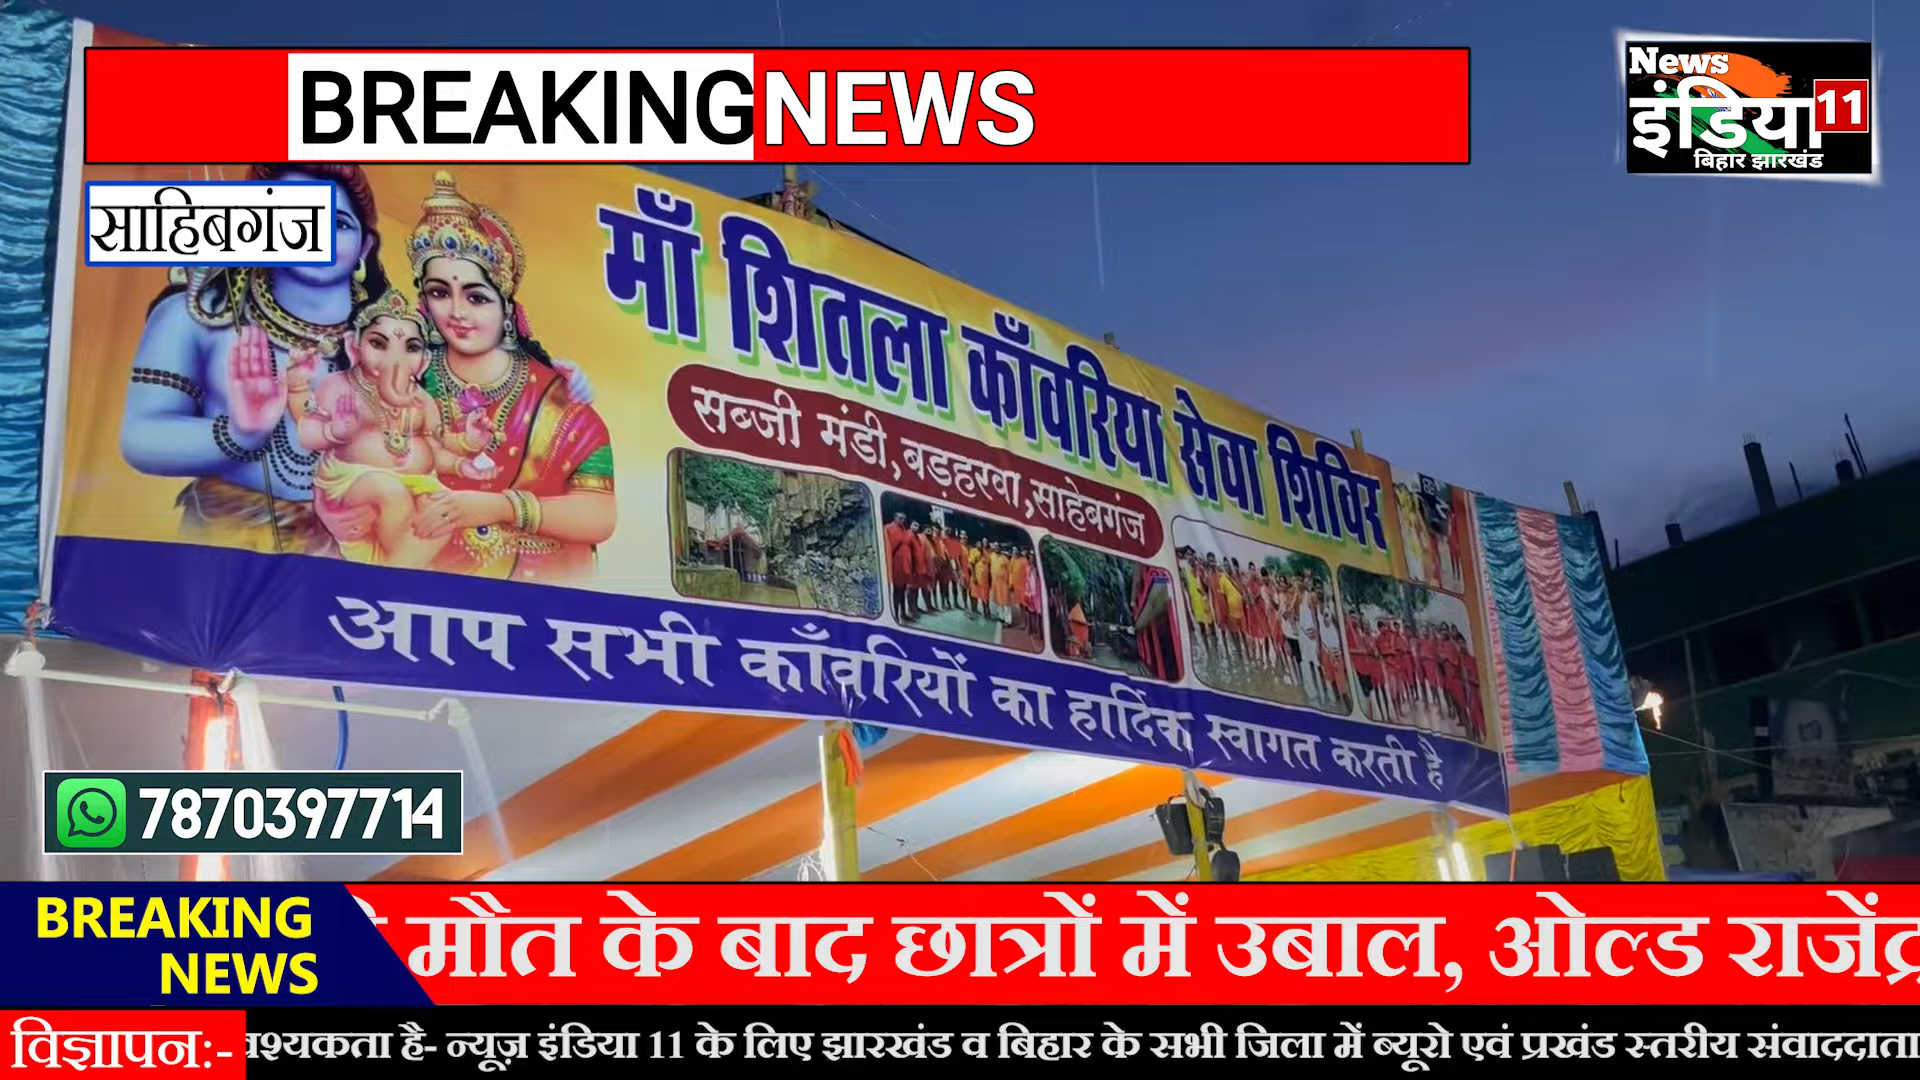 BREAKING NEWS
News
इंडिया 11
बिहार झारखंड
साहिबगंज
माँ शितला काँवरिया सेवा शिविर
सब्जी मंडी,बड़हरवा,साहेबगंज
आप सभी काँवरियों का हार्दिक स्वागत करती है
7870397714
BREAKING
NEWS
मौत के बाद छात्रों में उबाल, ओल्ड राजेंद्र
विज्ञापन:-
वश्यकता है- न्यूज़ इंडिया 11 के लिए झारखंड व बिहार के सभी जिला में ब्यूरो एवं प्रखंड स्तरीय संवाददाता